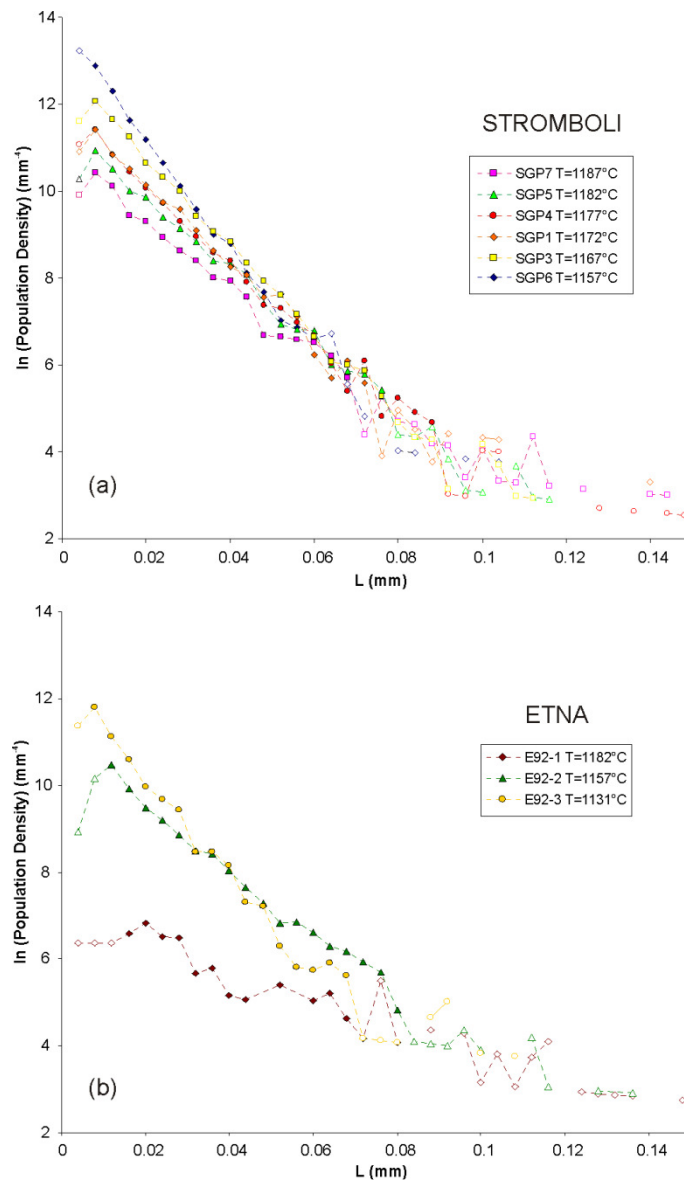 14
12
10
8
6
4
2
ln (Population Density) (mm⁻¹)
STROMBOLI
SGP7 T=1187°C
SGP5 T=1182°C
SGP4 T=1177°C
SGP1 T=1172°C
SGP3 T=1167°C
SGP6 T=1157°C
(a)
0 0.02 0.04 0.06 0.08 0.1 0.12 0.14
L (mm)
14
12
10
8
6
4
2
ln (Population Density) (mm⁻¹)
ETNA
E92-1 T=1182°C
E92-2 T=1157°C
E92-3 T=1131°C
(b)
0 0.02 0.04 0.06 0.08 0.1 0.12 0.14
L (mm)